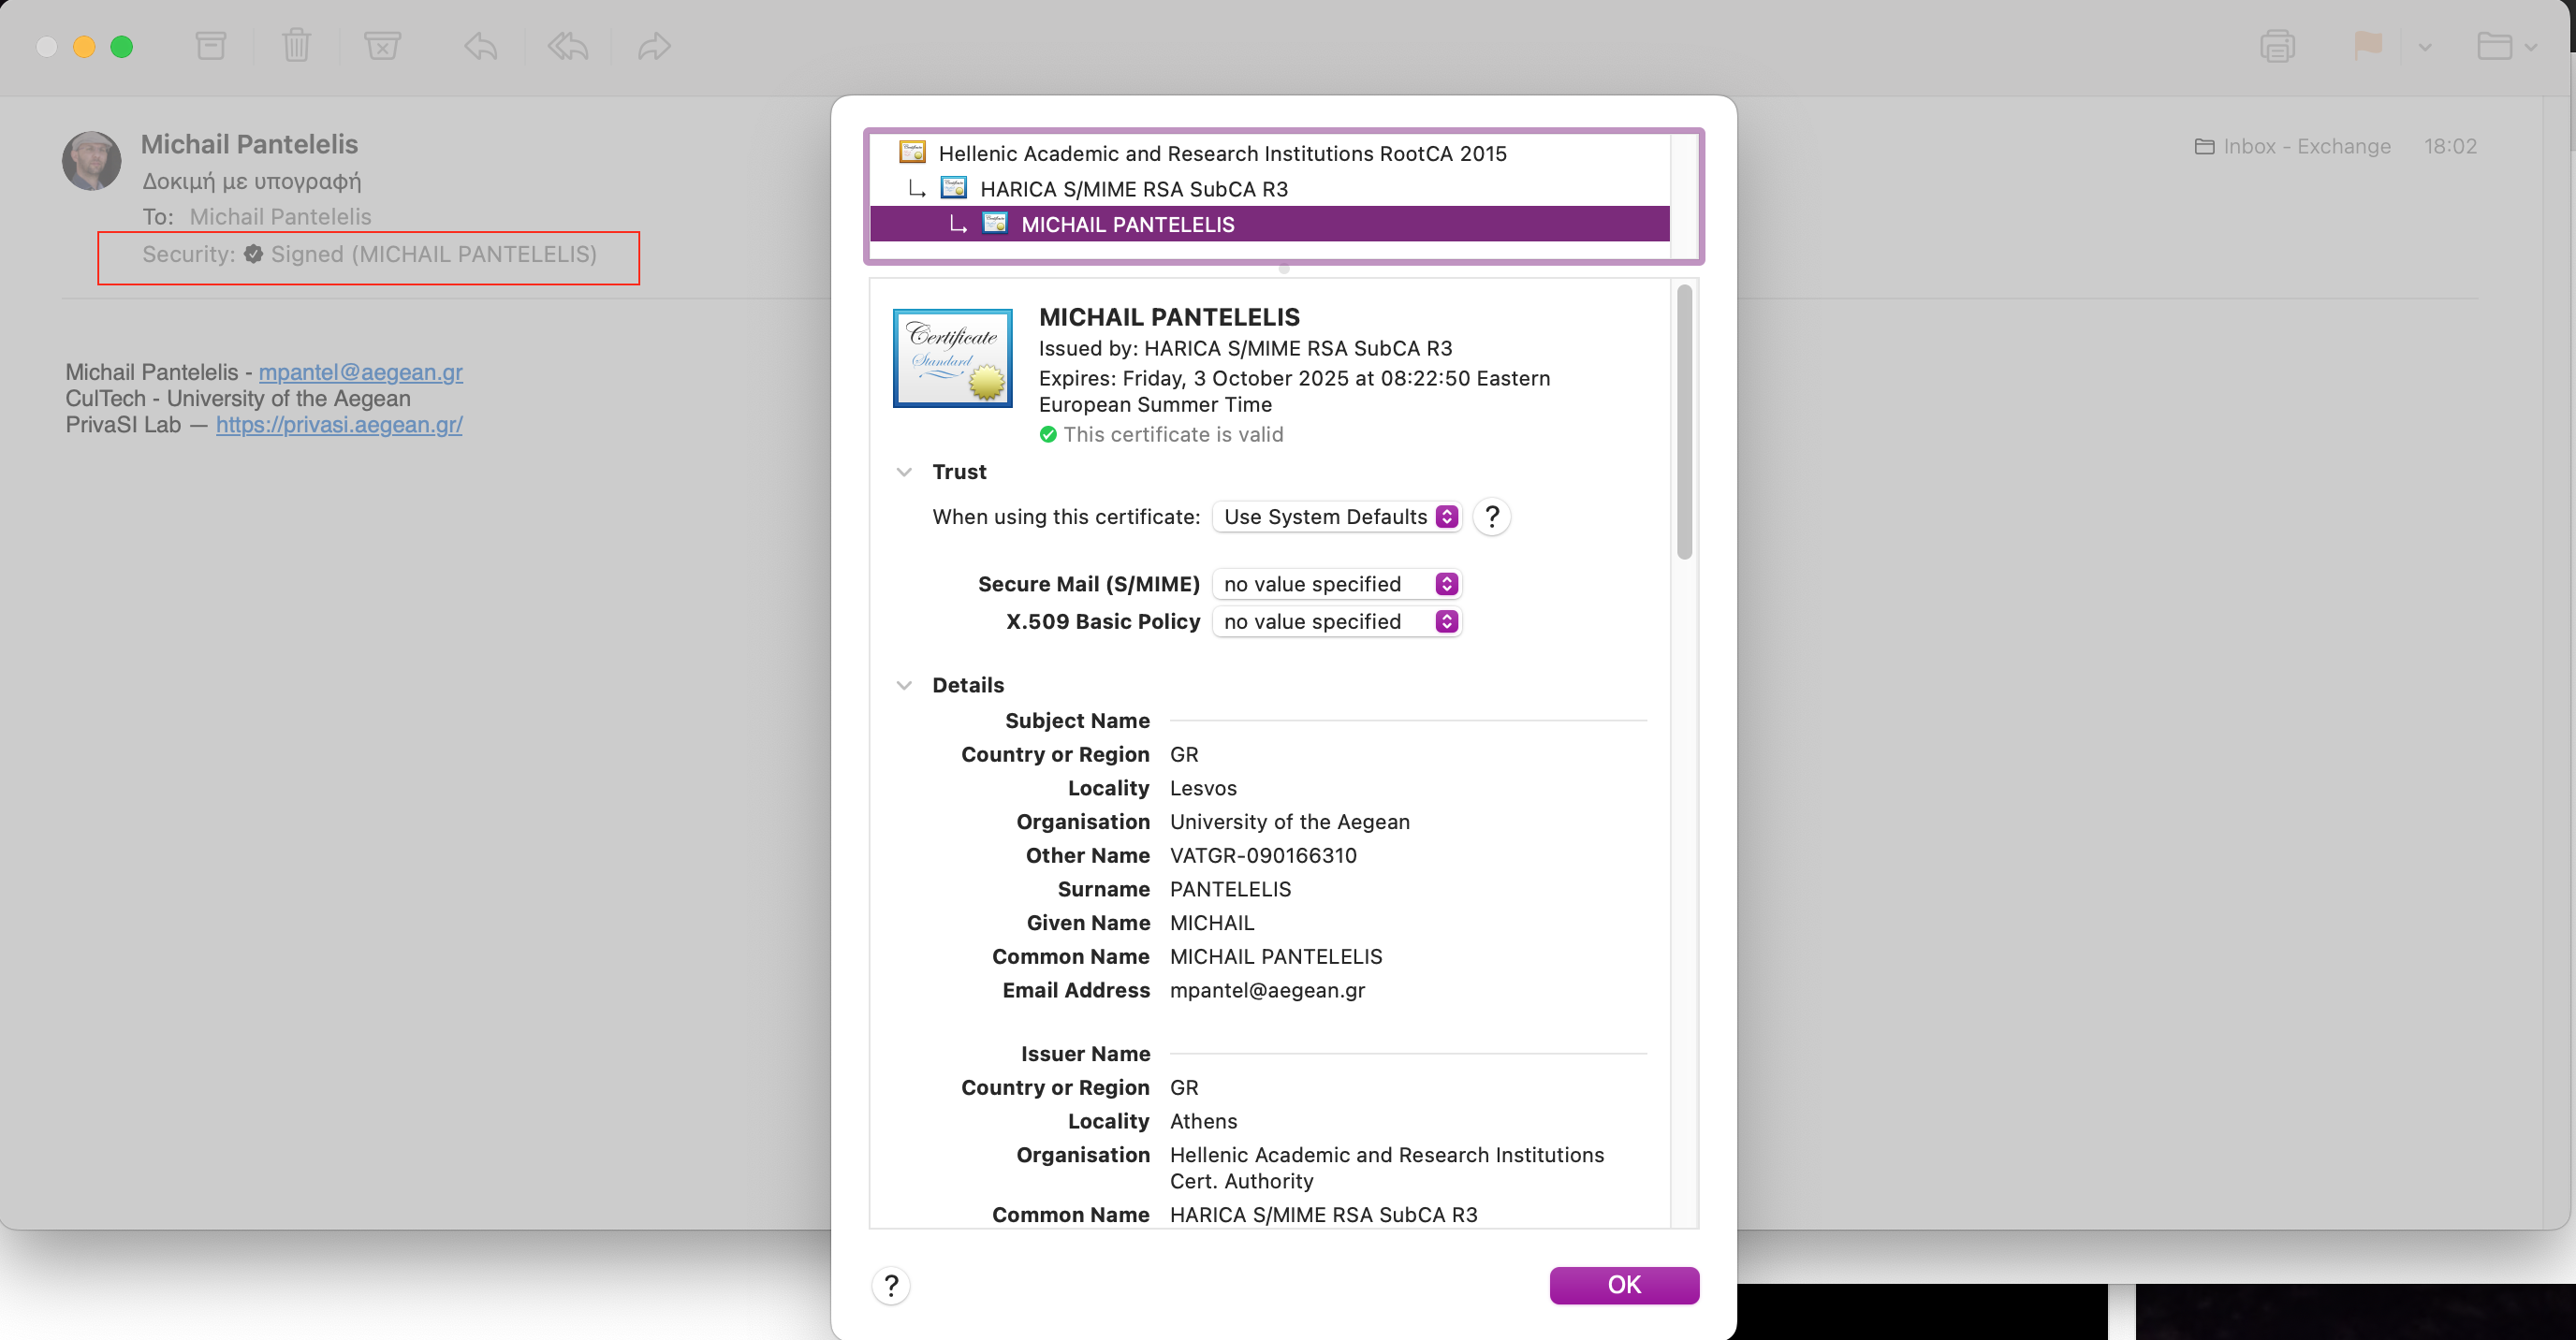 Michail Pantelelis
Δοκιμή με υπογραφή
To: Michail Pantelelis
Security: Signed (MICHAIL PANTELELIS)
Inbox - Exchange 18:02
Michail Pantelelis - mpantel@aegean.gr
CulTech - University of the Aegean
PrivaSI Lab — https://privasi.aegean.gr/
Hellenic Academic and Research Institutions RootCA 2015
HARICA S/MIME RSA SubCA R3
MICHAIL PANTELELIS
Certificate
Standard
MICHAIL PANTELELIS
Issued by: HARICA S/MIME RSA SubCA R3
Expires: Friday, 3 October 2025 at 08:22:50 Eastern
European Summer Time
This certificate is valid
Trust
When using this certificate: Use System Defaults ?
Secure Mail (S/MIME) no value specified
X.509 Basic Policy no value specified
Details
Subject Name
Country or Region GR
Locality Lesvos
Organisation University of the Aegean
Other Name VATGR-090166310
Surname PANTELELIS
Given Name MICHAIL
Common Name MICHAIL PANTELELIS
Email Address mpantel@aegean.gr
Issuer Name
Country or Region GR
Locality Athens
Organisation Hellenic Academic and Research Institutions
Cert. Authority
Common Name HARICA S/MIME RSA SubCA R3
? OK